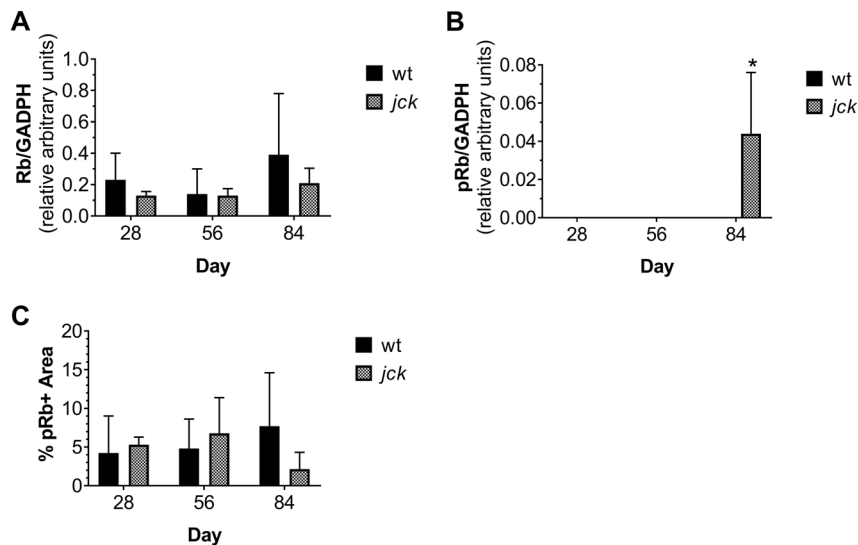 A
Rb/GADPH
(relative arbitrary units)
1.0
0.8
0.6
0.4
0.2
0.0
28 56 84
Day
wt
jck
B
pRb/GADPH
(relative arbitrary units)
0.08
0.06
0.04
0.02
0.00
*
28 56 84
Day
wt
jck
C
% pRb+ Area
20
15
10
5
0
28 56 84
Day
wt
jck